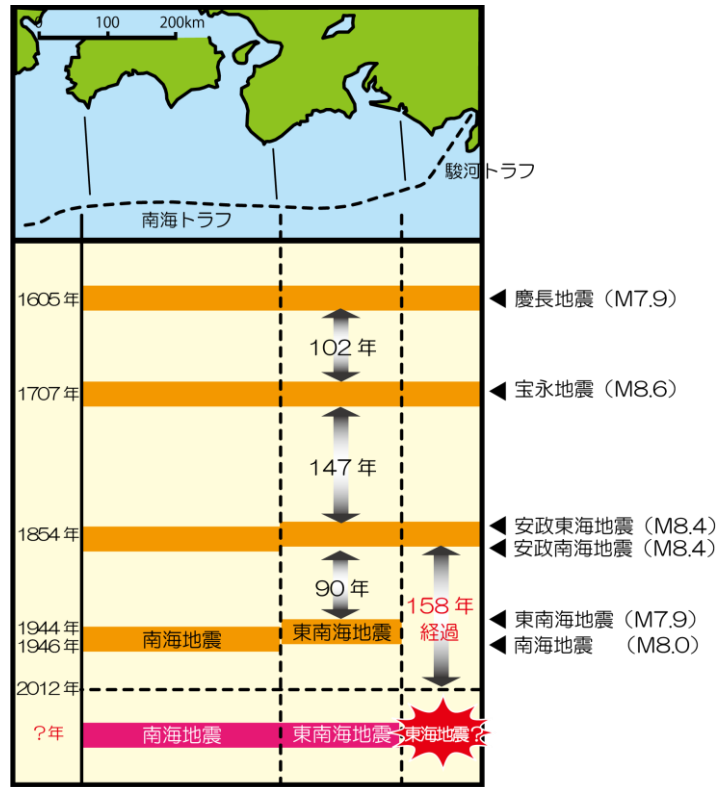 0 100 200km
駿河トラフ
南海トラフ
1605年
慶長地震（M7.9）
102年
1707年
宝永地震（M8.6）
147年
1854年
安政東海地震（M8.4）
安政南海地震（M8.4）
90年
158年
経過
1944年
東南海地震
東南海地震（M7.9）
1946年
南海地震
南海地震　（M8.0）
2012年
？年
南海地震
東南海地震
東海地震？